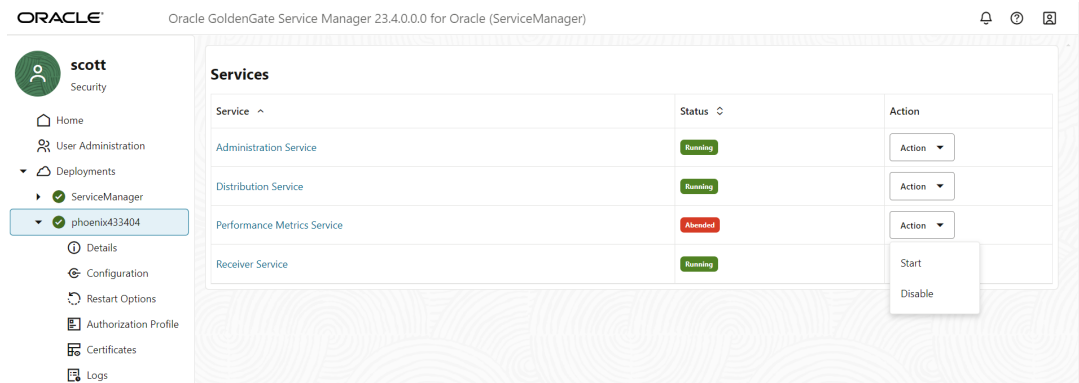 ORACLE
Oracle GoldenGate Service Manager 23.4.0.0.0 for Oracle (ServiceManager)
scott
Security
Home
User Administration
Deployments
ServiceManager
phoenix433404
Details
Configuration
Restart Options
Authorization Profile
Certificates
Logs
Services
Service Status Action
Administration Service Running Action
Distribution Service Running Action
Performance Metrics Service Abended Action
Receiver Service Running
Start
Disable